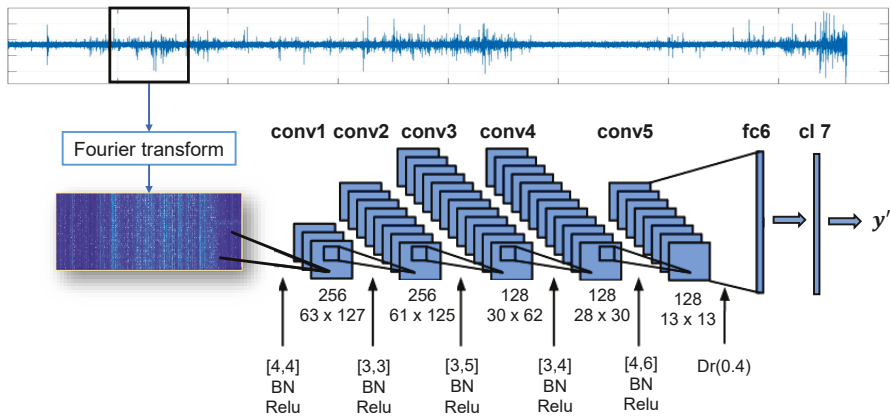 Fourier transform
conv1 conv2 conv3 conv4 conv5 fc6 cl 7
y′
256 256 128 128 128
63 x 127 61 x 125 30 x 62 28 x 30 13 x 13
[4,4] [3,3] [3,5] [3,4] [4,6] Dr(0.4)
BN BN BN BN BN
Relu Relu Relu Relu Relu